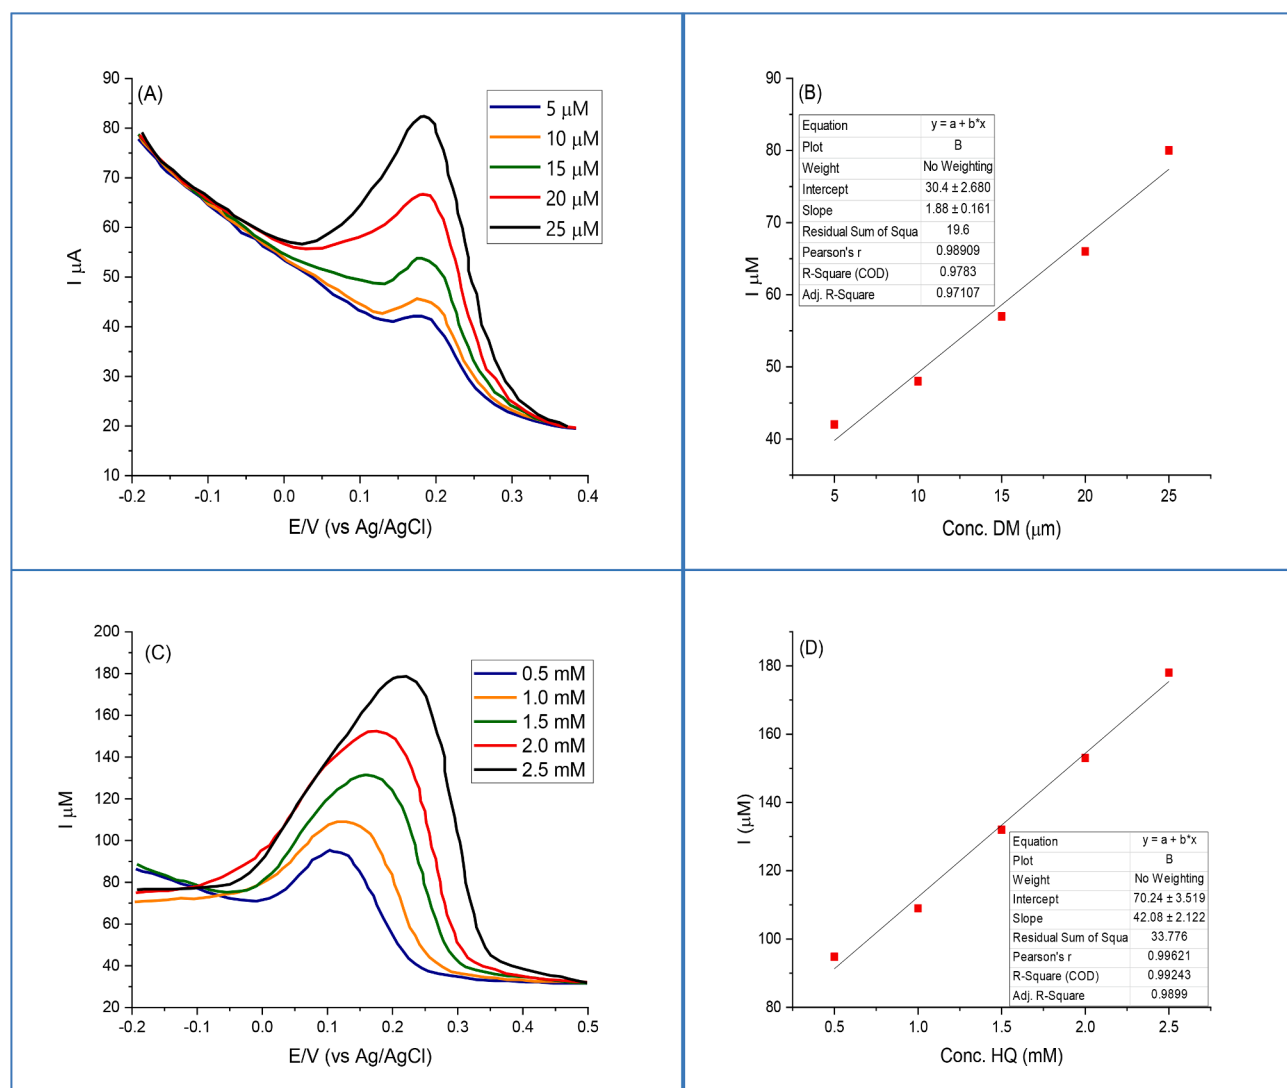 (A)
90
80
70
60
50
40
30
20
10
I μA
5 μM
10 μM
15 μM
20 μM
25 μM
-0.2 -0.1 0.0 0.1 0.2 0.3 0.4
E/V (vs Ag/AgCl)
(B)
80
60
40
I μM
Equation y = a + b*x
Plot B
Weight No Weighting
Intercept 30.4 ± 2.680
Slope 1.88 ± 0.161
Residual Sum of Squa 19.6
Pearson's r 0.98909
R-Square (COD) 0.9783
Adj. R-Square 0.97107
5 10 15 20 25
Conc. DM (μm)
(C)
200
180
160
140
120
100
80
60
40
20
I μM
0.5 mM
1.0 mM
1.5 mM
2.0 mM
2.5 mM
-0.2 -0.1 0.0 0.1 0.2 0.3 0.4 0.5
E/V (vs Ag/AgCl)
(D)
180
160
140
120
100
80
I (μM)
Equation y = a + b*x
Plot B
Weight No Weighting
Intercept 70.24 ± 3.519
Slope 42.08 ± 2.122
Residual Sum of Squa 33.776
Pearson's r 0.99621
R-Square (COD) 0.99243
Adj. R-Square 0.9899
0.5 1.0 1.5 2.0 2.5
Conc. HQ (mM)